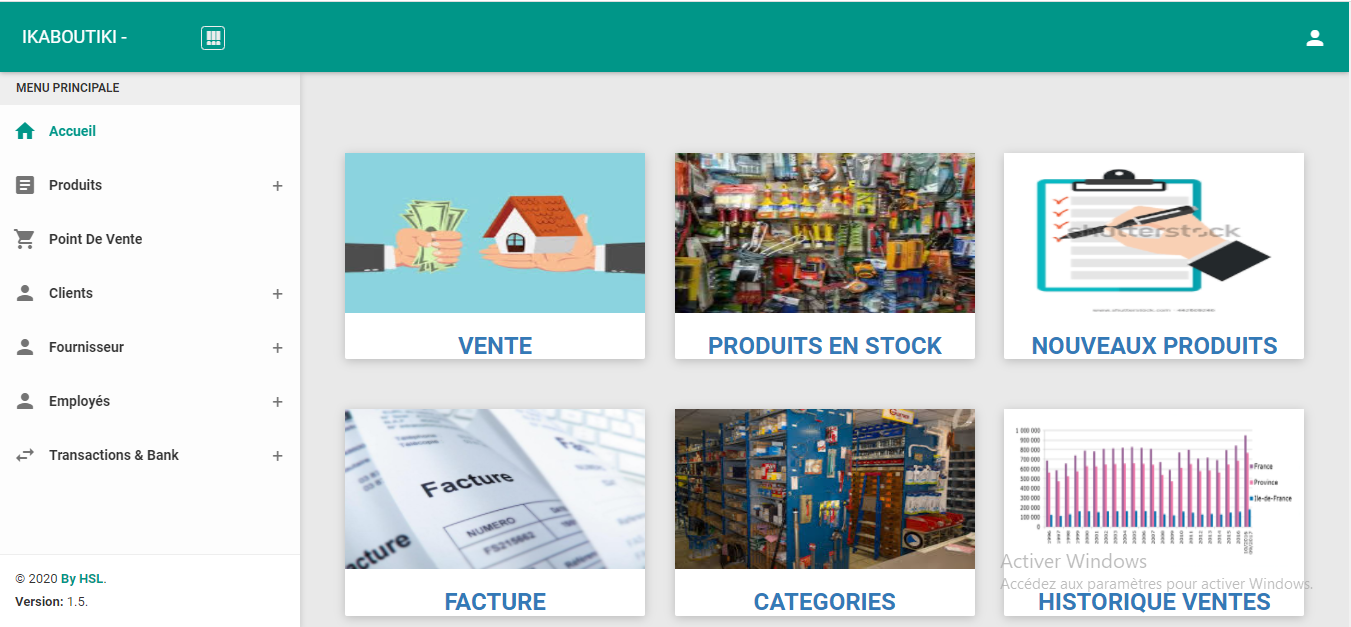 IKABOUTIKI -
MENU PRINCIPALE
Accueil
Produits
Point De Vente
Clients
Fournisseur
Employés
Transactions & Bank
© 2020 By HSL.
Version: 1.5.
shutterstock
VENTE
PRODUITS EN STOCK
NOUVEAUX PRODUITS
Facture
NUMERO
FS215662
Facture
1 000 000
900 000
800 000
700 000
600 000
500 000
400 000
300 000
200 000
100 000
0
France
Province
Ile-de-France
Activer Windows
Accédez aux paramètres pour activer Windows.
FACTURE
CATEGORIES
HISTORIQUE VENTES